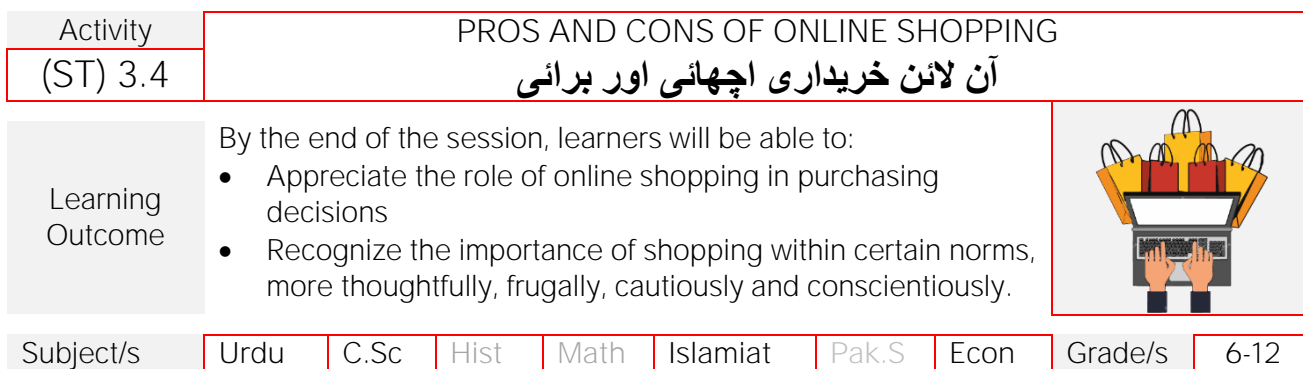 Activity
PROS AND CONS OF ONLINE SHOPPING
(ST) 3.4
آن لائن خریداری اچھائی اور برائی
Learning
Outcome
By the end of the session, learners will be able to:
• Appreciate the role of online shopping in purchasing
decisions
• Recognize the importance of shopping within certain norms,
more thoughtfully, frugally, cautiously and conscientiously.
Subject/s Urdu C.Sc Hist Math Islamiat Pak.S Econ Grade/s 6-12